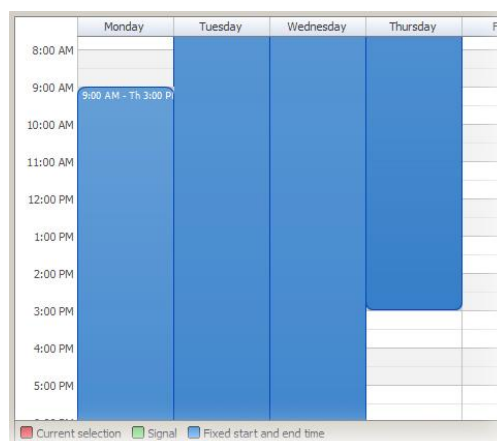 Monday Tuesday Wednesday Thursday F
8:00 AM
9:00 AM
9:00 AM - Th 3:00 P
10:00 AM
11:00 AM
12:00 PM
1:00 PM
2:00 PM
3:00 PM
4:00 PM
5:00 PM
Current selection Signal Fixed start and end time